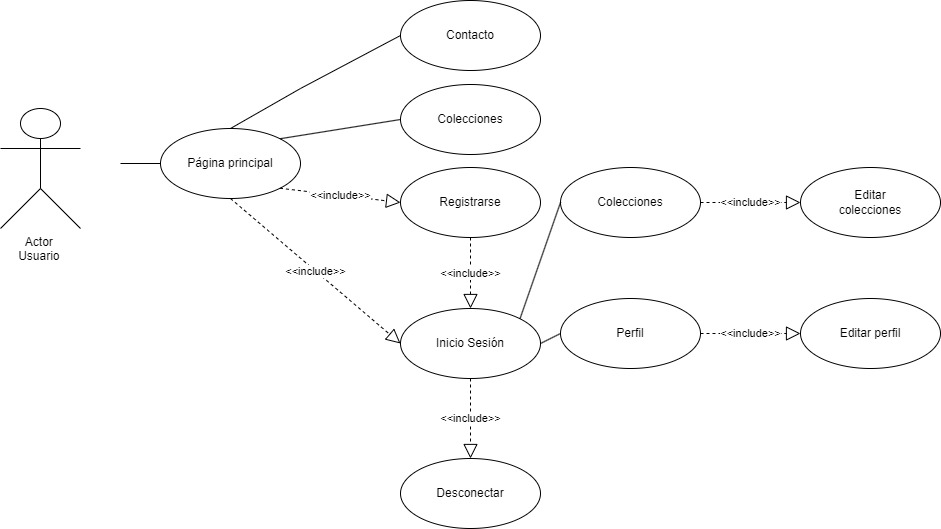 Contacto
Colecciones
Página principal
<<include>>
Registrarse
Colecciones
<<include>>
Editar
colecciones
Actor
Usuario
<<include>>
<<include>>
Inicio Sesión
Perfil
<<include>>
Editar perfil
<<include>>
Desconectar